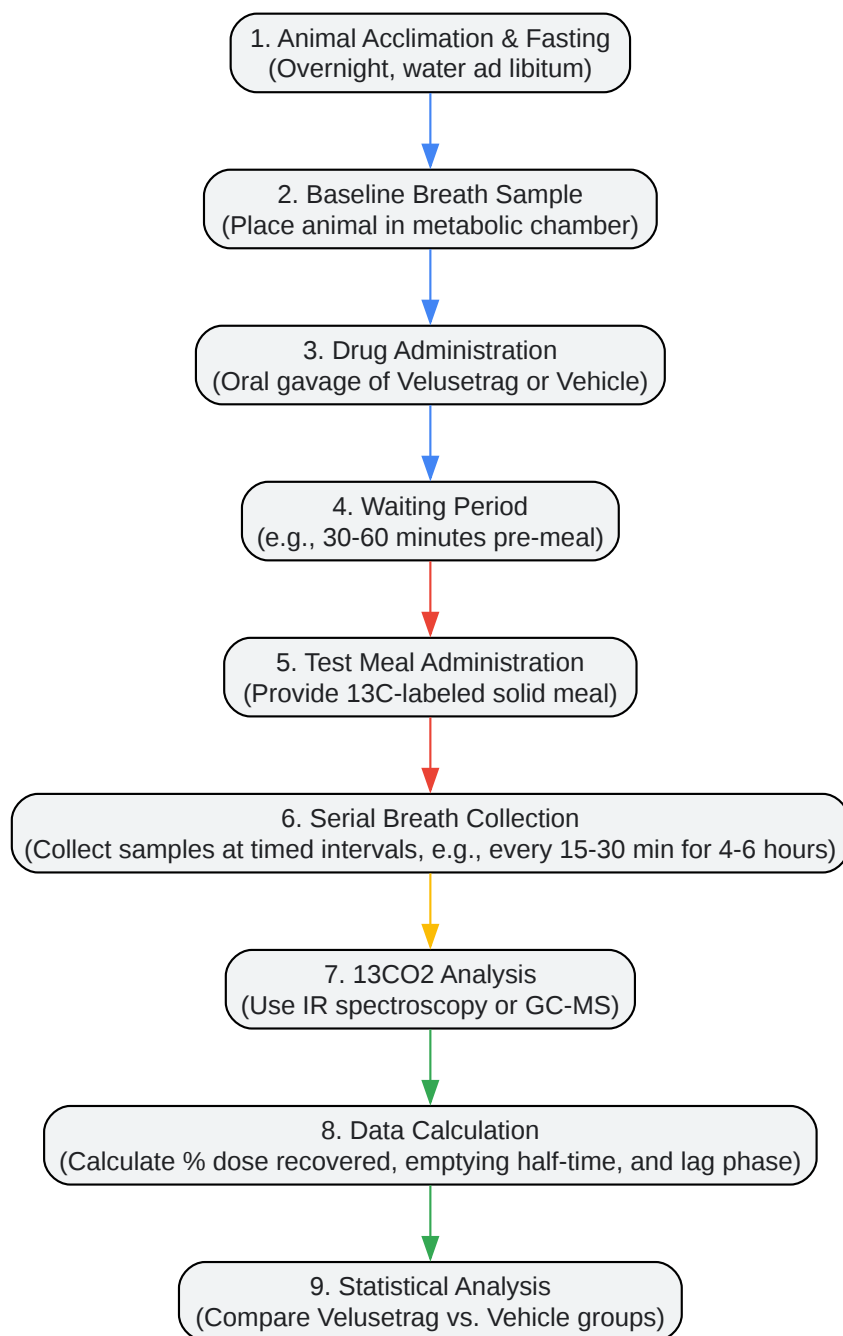 1. Animal Acclimation & Fasting
(Overnight, water ad libitum)
2. Baseline Breath Sample
(Place animal in metabolic chamber)
3. Drug Administration
(Oral gavage of Velusetrag or Vehicle)
4. Waiting Period
(e.g., 30-60 minutes pre-meal)
5. Test Meal Administration
(Provide 13C-labeled solid meal)
6. Serial Breath Collection
(Collect samples at timed intervals, e.g., every 15-30 min for 4-6 hours)
7. 13CO2 Analysis
(Use IR spectroscopy or GC-MS)
8. Data Calculation
(Calculate % dose recovered, emptying half-time, and lag phase)
9. Statistical Analysis
(Compare Velusetrag vs. Vehicle groups)